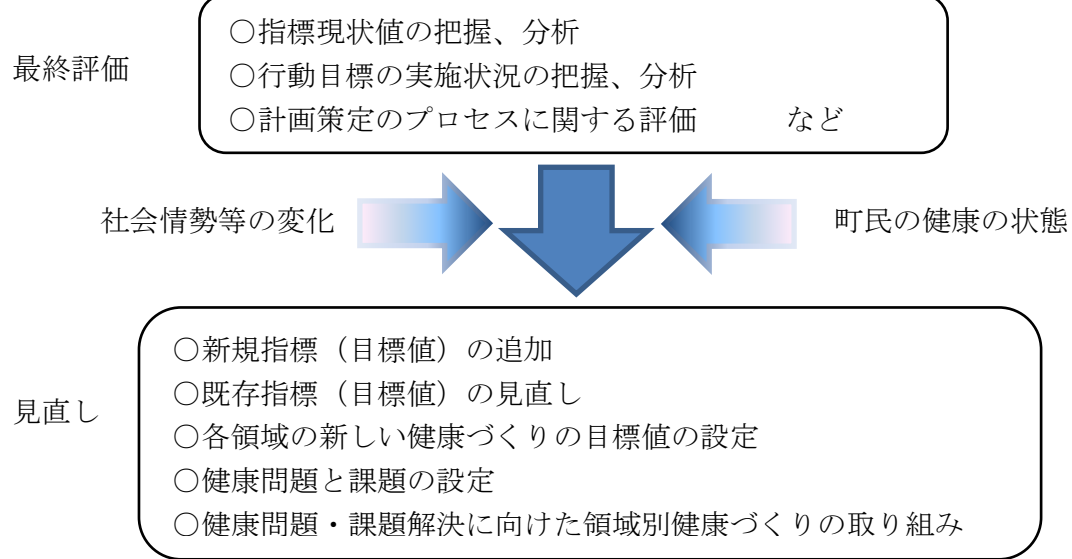 最終評価
○指標現状値の把握、分析
○行動目標の実施状況の把握、分析
○計画策定のプロセスに関する評価　　　など
社会情勢等の変化
町民の健康の状態
見直し
○新規指標（目標値）の追加
○既存指標（目標値）の見直し
○各領域の新しい健康づくりの目標値の設定
○健康問題と課題の設定
○健康問題・課題解決に向けた領域別健康づくりの取り組み